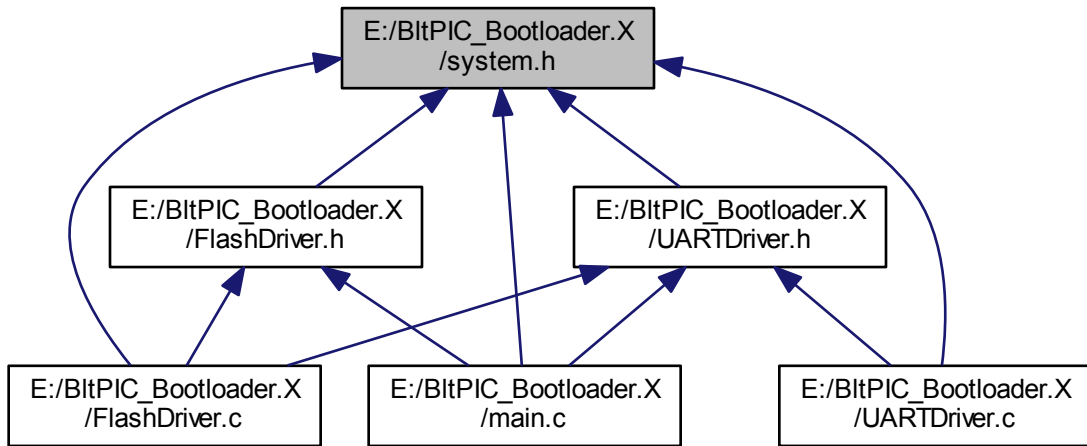 E:/BltPIC_Bootloader.X
/system.h
E:/BltPIC_Bootloader.X
/FlashDriver.h
E:/BltPIC_Bootloader.X
/UARTDriver.h
E:/BltPIC_Bootloader.X
/FlashDriver.c
E:/BltPIC_Bootloader.X
/main.c
E:/BltPIC_Bootloader.X
/UARTDriver.c